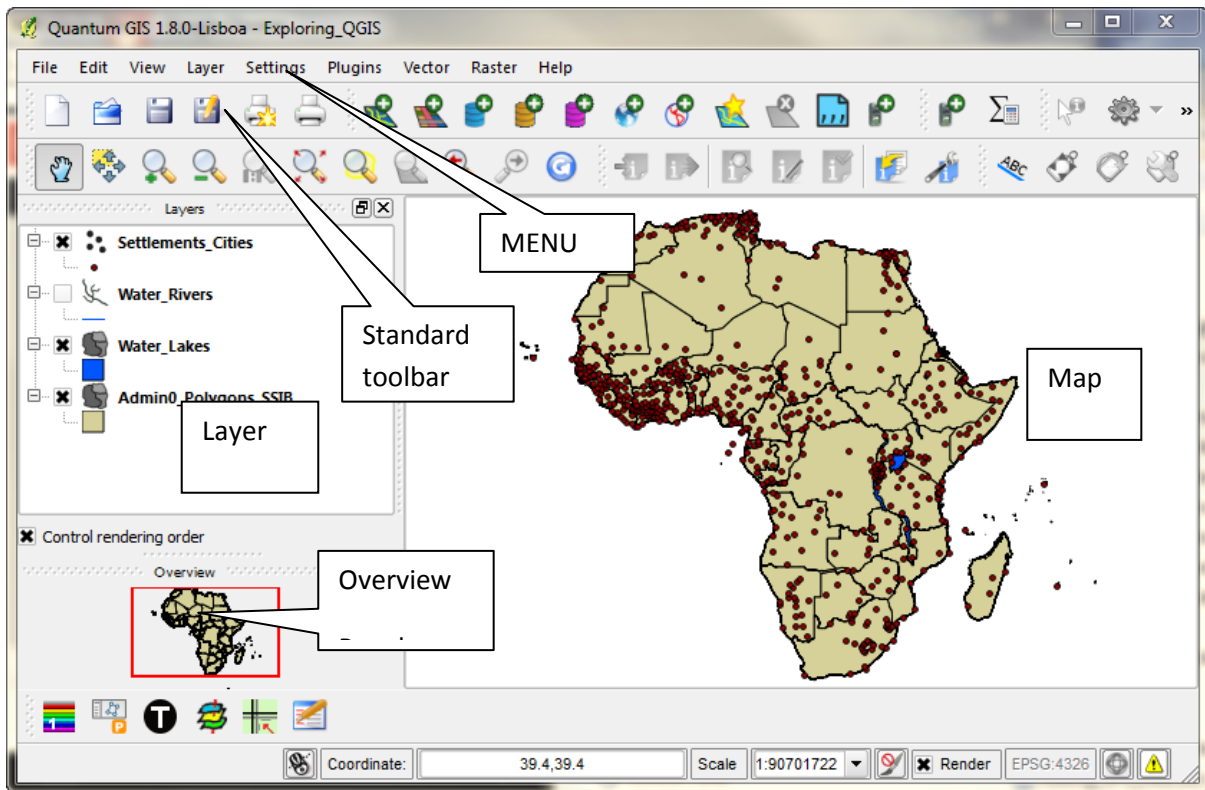 Quantum GIS 1.8.0-Lisboa - Exploring_QGIS
File Edit View Layer Settings Plugins Vector Raster Help
ABC
Layers
Settlements_Cities
Water_Rivers
Water_Lakes
Admin0_Polygons_SSIB
MENU
Standard
toolbar
Layer
Map
Control rendering order
Overview
Overview
1
P
T
Coordinate: 39.4,39.4 Scale 1:90701722 Render EPSG:4326